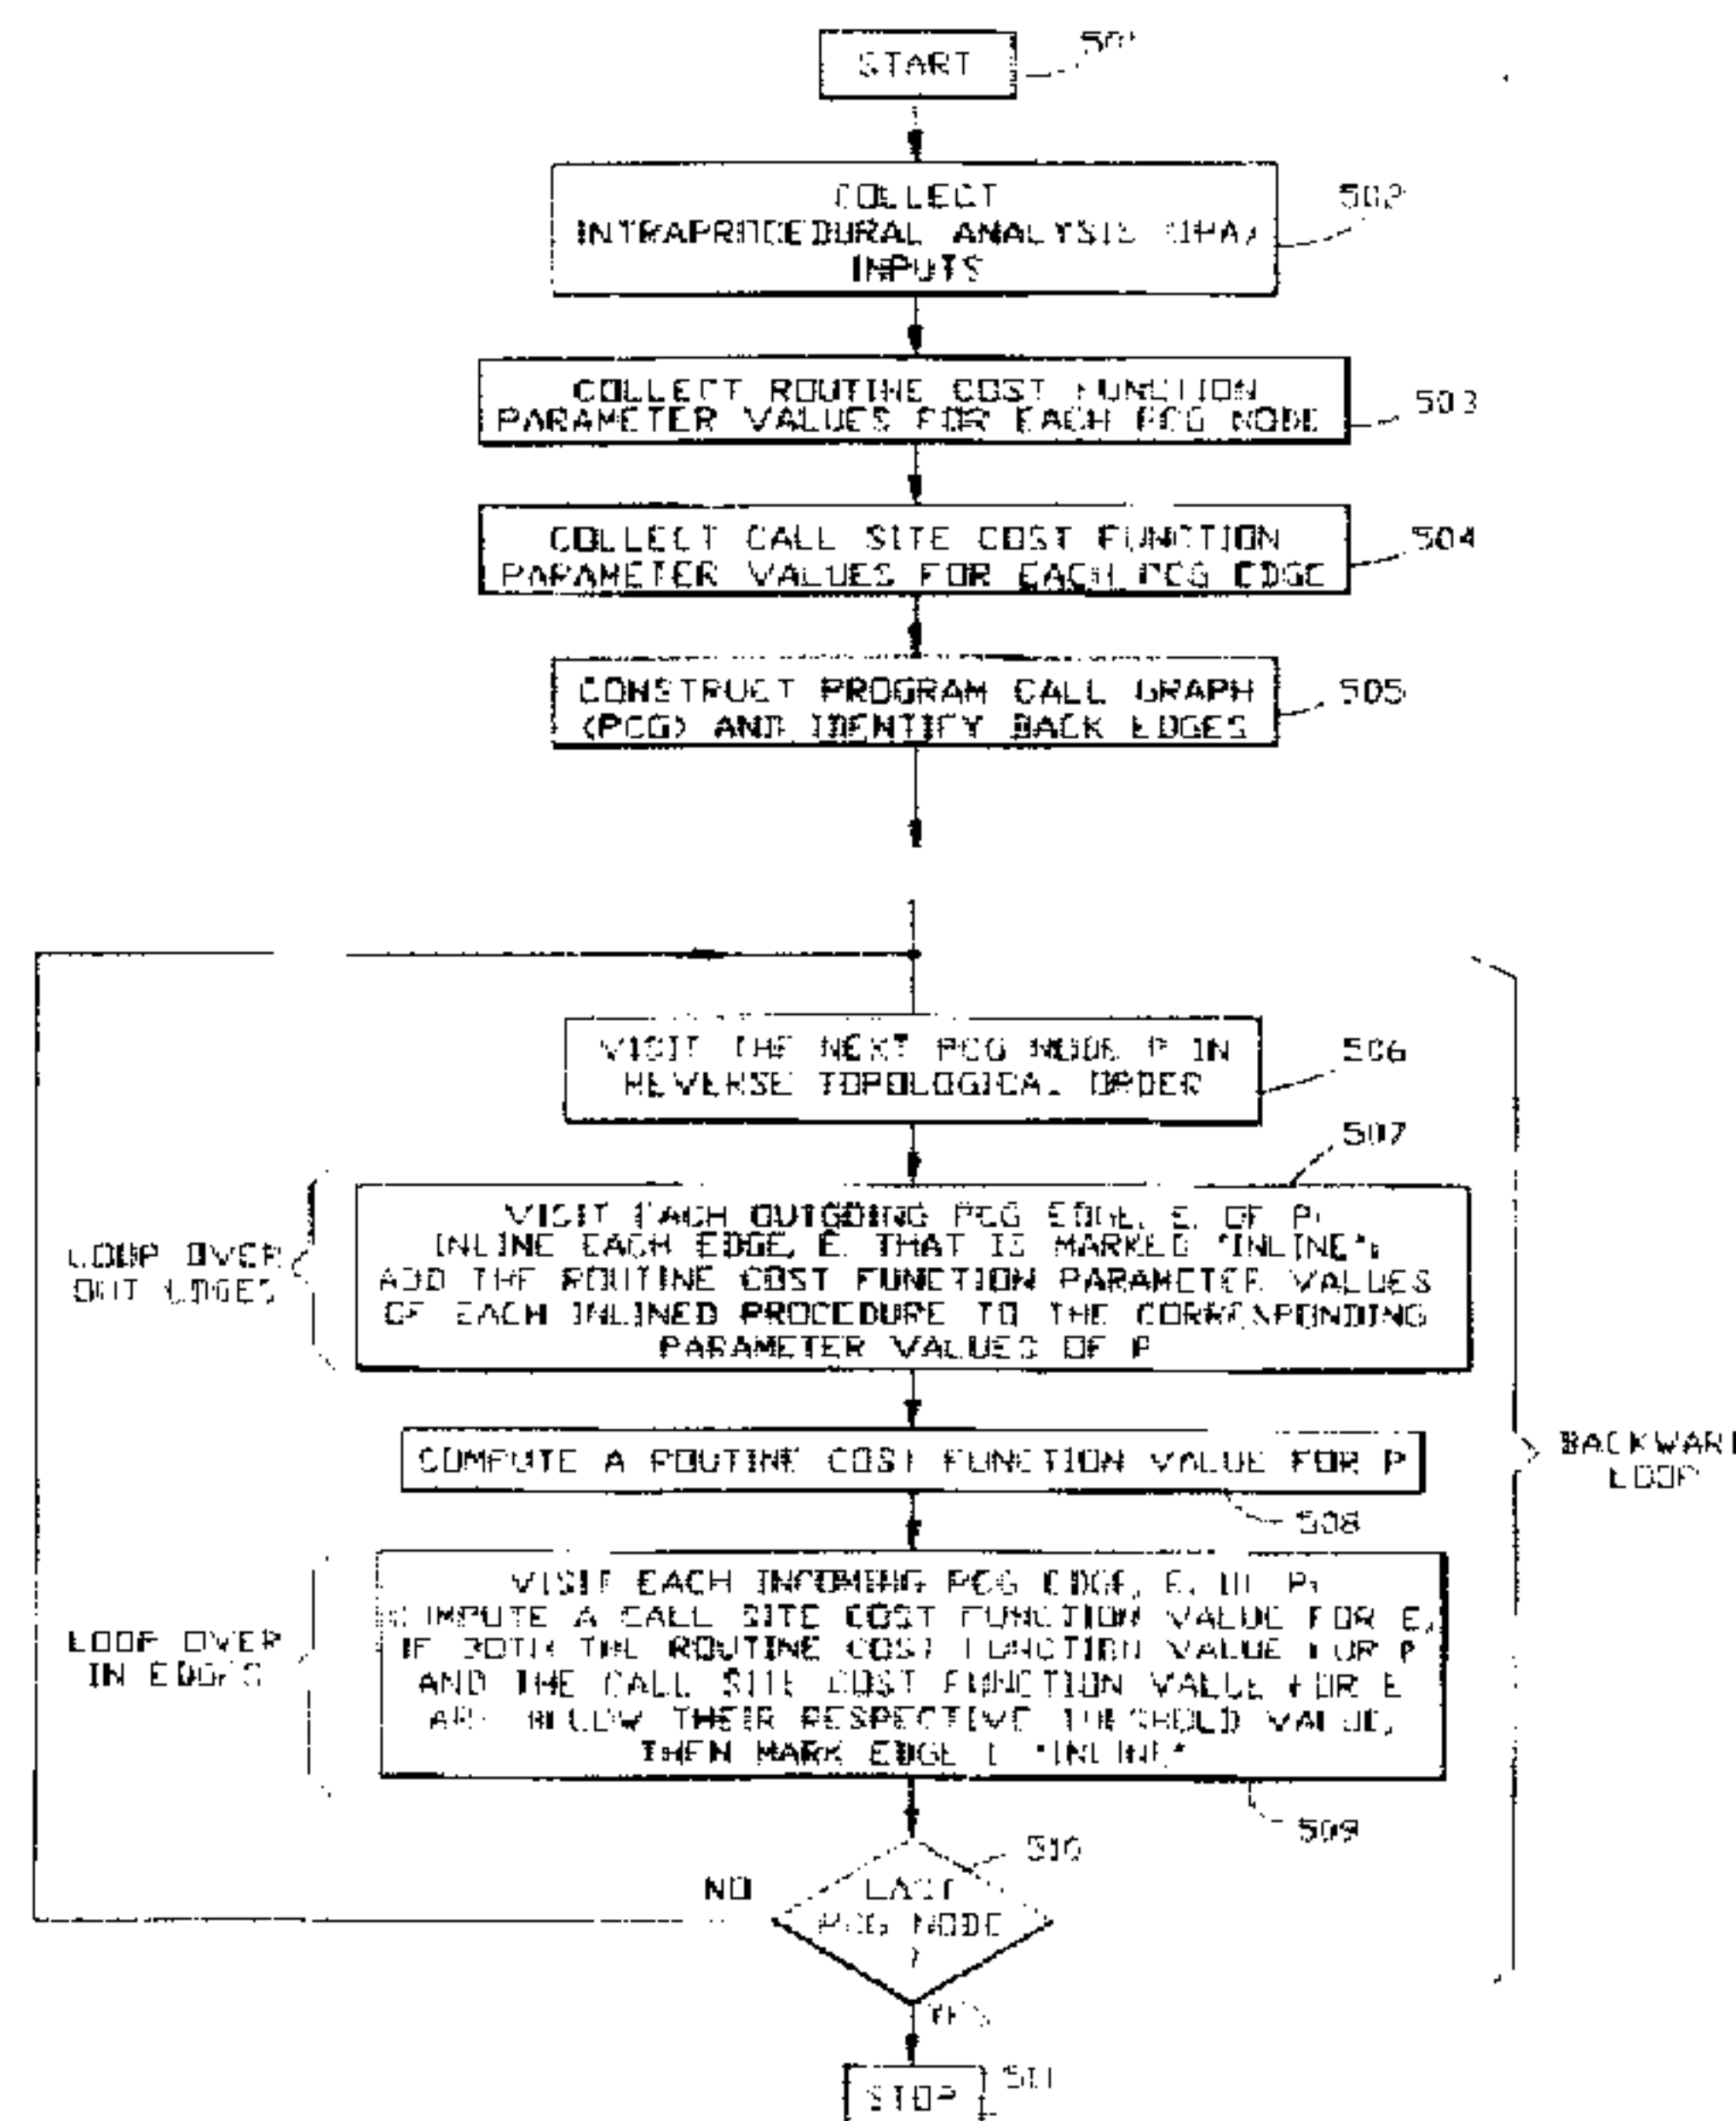 START
501
COLLECT
INTRAPROCEDURAL ANALYSIS (IPA)
INPUTS
502
COLLECT ROUTINE COST FUNCTION
PARAMETER VALUES FOR EACH PCG NODE
503
COLLECT CALL SITE COST FUNCTION
PARAMETER VALUES FOR EACH PCG EDGE
504
CONSTRUCT PROGRAM CALL GRAPH
(PCG) AND IDENTIFY BACK EDGES
505
VISIT THE NEXT PCG NODE P IN
REVERSE TOPOLOGICAL ORDER
506
507
VISIT EACH OUTGOING PCG EDGE, E, OF P;
INLINE EACH EDGE, E, THAT IS MARKED "INLINE";
ADD THE ROUTINE COST FUNCTION PARAMETER VALUES
OF EACH INLINED PROCEDURE TO THE CORRESPONDING
PARAMETER VALUES OF P
LOOP OVER
OUT EDGES
COMPUTE A ROUTINE COST FUNCTION VALUE FOR P
508
BACKWARD
LOOP
VISIT EACH INCOMING PCG EDGE, E, OF P;
COMPUTE A CALL SITE COST FUNCTION VALUE FOR E,
IF BOTH THE ROUTINE COST FUNCTION VALUE FOR P
AND THE CALL SITE COST FUNCTION VALUE FOR E
ARE BELOW THEIR RESPECTIVE THESHOLD VALUE,
THEN MARK EDGE E "INLINE"
LOOP OVER
IN EDGES
509
510
LAST
PCG NODE
?
NO
YES
STOP
511